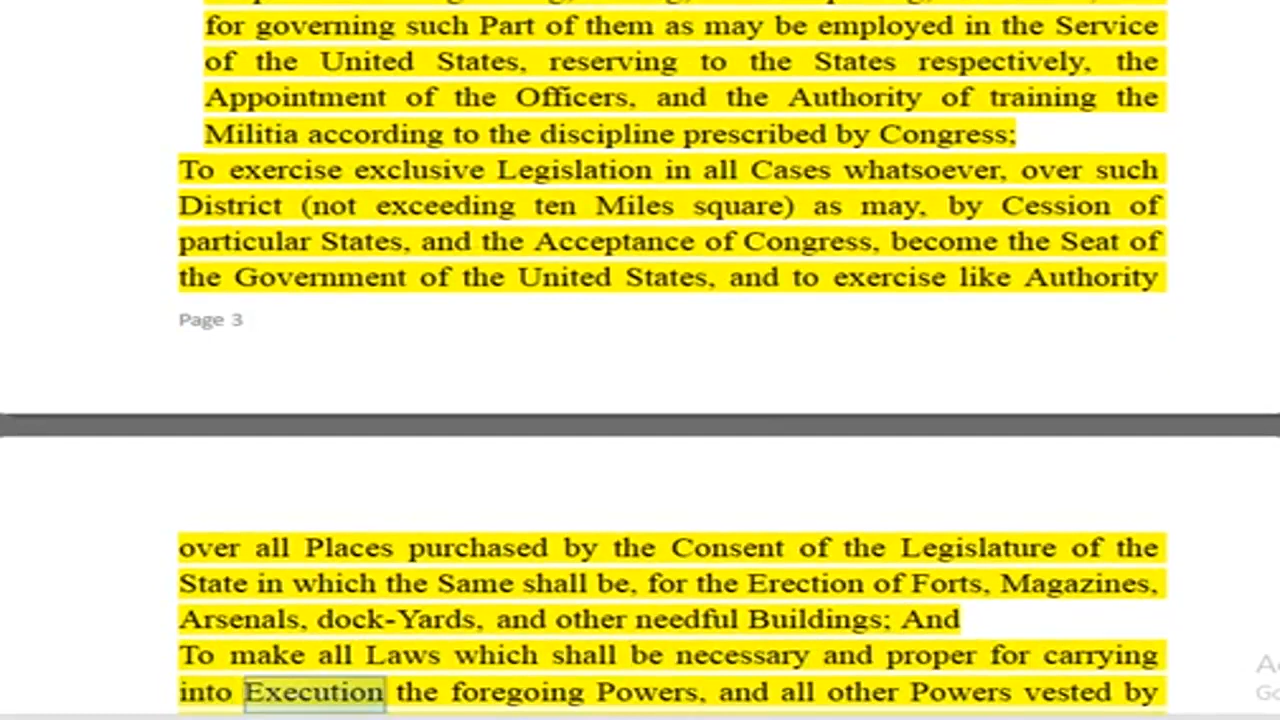 for governing such Part of them as may be employed in the Service
of the United States, reserving to the States respectively, the
Appointment of the Officers, and the Authority of training the
Militia according to the discipline prescribed by Congress;
To exercise exclusive Legislation in all Cases whatsoever, over such
District (not exceeding ten Miles square) as may, by Cession of
particular States, and the Acceptance of Congress, become the Seat of
the Government of the United States, and to exercise like Authority
Page 3
over all Places purchased by the Consent of the Legislature of the
State in which the Same shall be, for the Erection of Forts, Magazines,
Arsenals, dock-Yards, and other needful Buildings; And
To make all Laws which shall be necessary and proper for carrying
into Execution the foregoing Powers, and all other Powers vested by